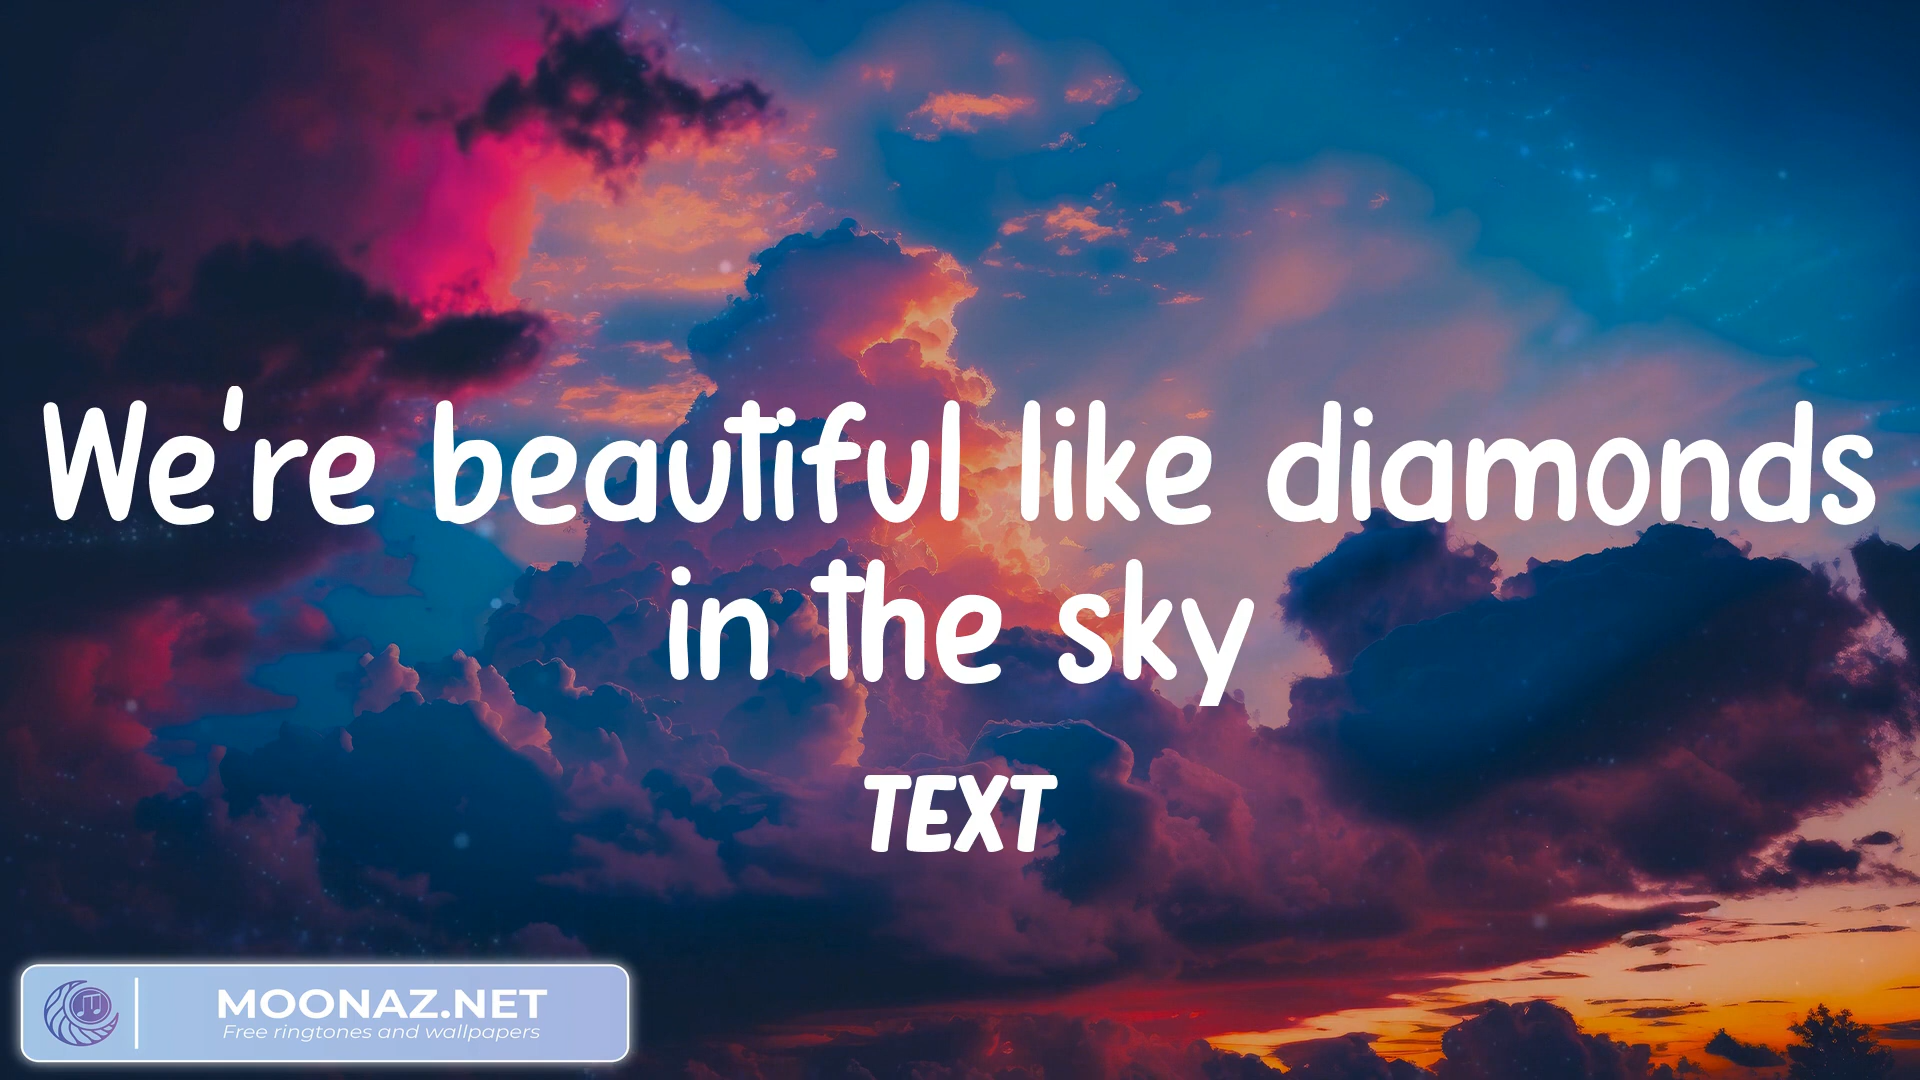 We're beautiful like diamonds
in the sky
TEXT
MOONAZ.NET
Free ringtones and wallpapers